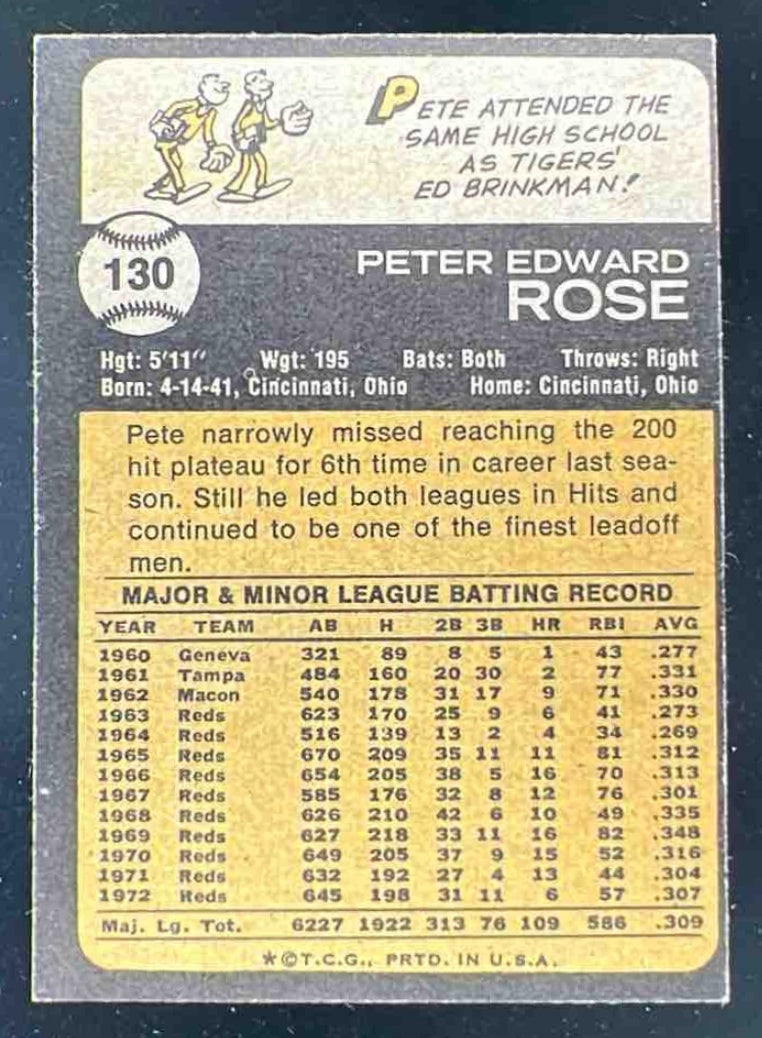 PETE ATTENDED THE
SAME HIGH SCHOOL
AS TIGERS'
ED BRINKMAN!
130
PETER EDWARD
ROSE
Hgt: 5'11" Wgt: 195 Bats: Both Throws: Right
Born: 4-14-41, Cincinnati, Ohio Home: Cincinnati, Ohio
Pete narrowly missed reaching the 200
hit plateau for 6th time in career last sea-
son. Still he led both leagues in Hits and
continued to be one of the finest leadoff
men.
MAJOR & MINOR LEAGUE BATTING RECORD
YEAR TEAM AB H 2B 3B HR RBI AVG
1960 Geneva 321 89 8 5 1 43 .277
1961 Tampa 484 160 20 30 2 77 .331
1962 Macon 540 178 31 17 9 71 .330
1963 Reds 623 170 25 9 6 41 .273
1964 Reds 516 139 13 2 4 34 .269
1965 Reds 670 209 35 11 11 81 .312
1966 Reds 654 205 38 5 16 70 .313
1967 Reds 585 176 32 8 12 76 .301
1968 Reds 626 210 42 6 10 49 .335
1969 Reds 627 218 33 11 16 82 .348
1970 Reds 649 205 37 9 15 52 .316
1971 Reds 632 192 27 4 13 44 .304
1972 Reds 645 198 31 11 6 57 .307
Maj. Lg. Tot. 6227 1922 313 76 109 586 .309
*©T.C.G., PRTD. IN U.S.A.